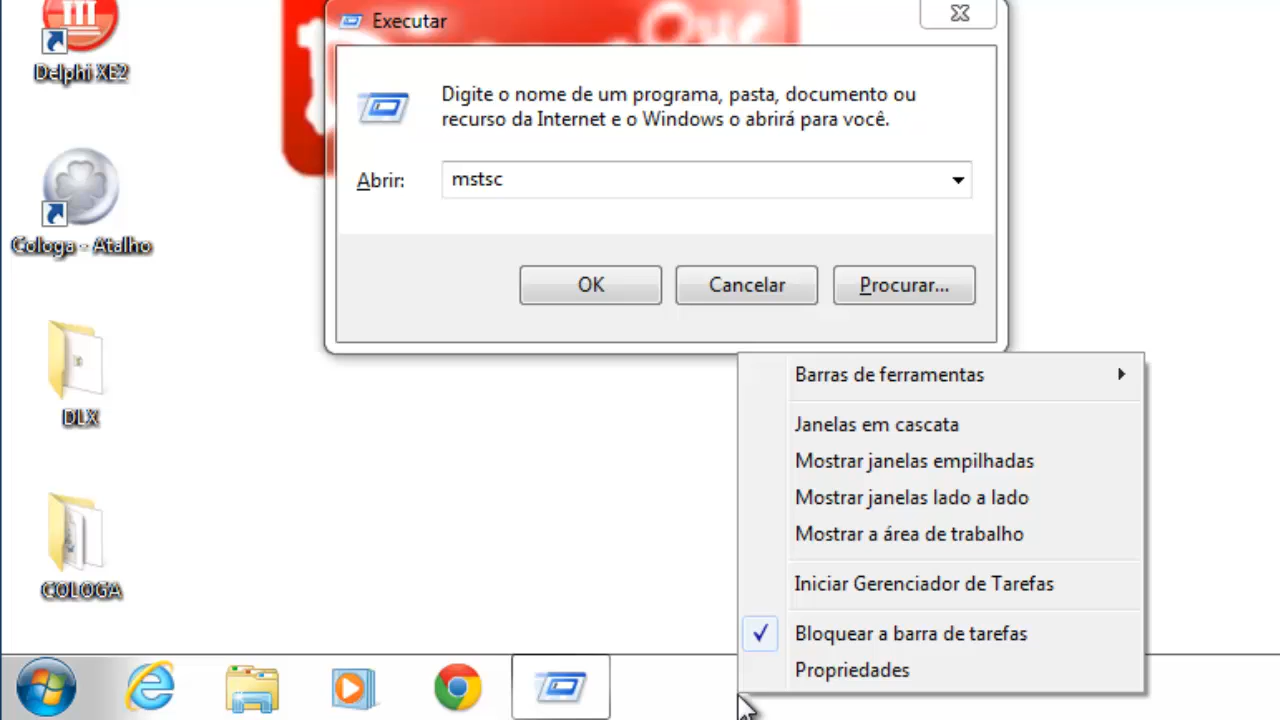 Delphi XE2
Cologa - Atalho
DLX
COLOGA
Executar
Digite o nome de um programa, pasta, documento ou
recurso da Internet e o Windows o abrirá para você.
Abrir:
mstsc
OK
Cancelar
Procurar...
Barras de ferramentas
Janelas em cascata
Mostrar janelas empilhadas
Mostrar janelas lado a lado
Mostrar a área de trabalho
Iniciar Gerenciador de Tarefas
Bloquear a barra de tarefas
Propriedades